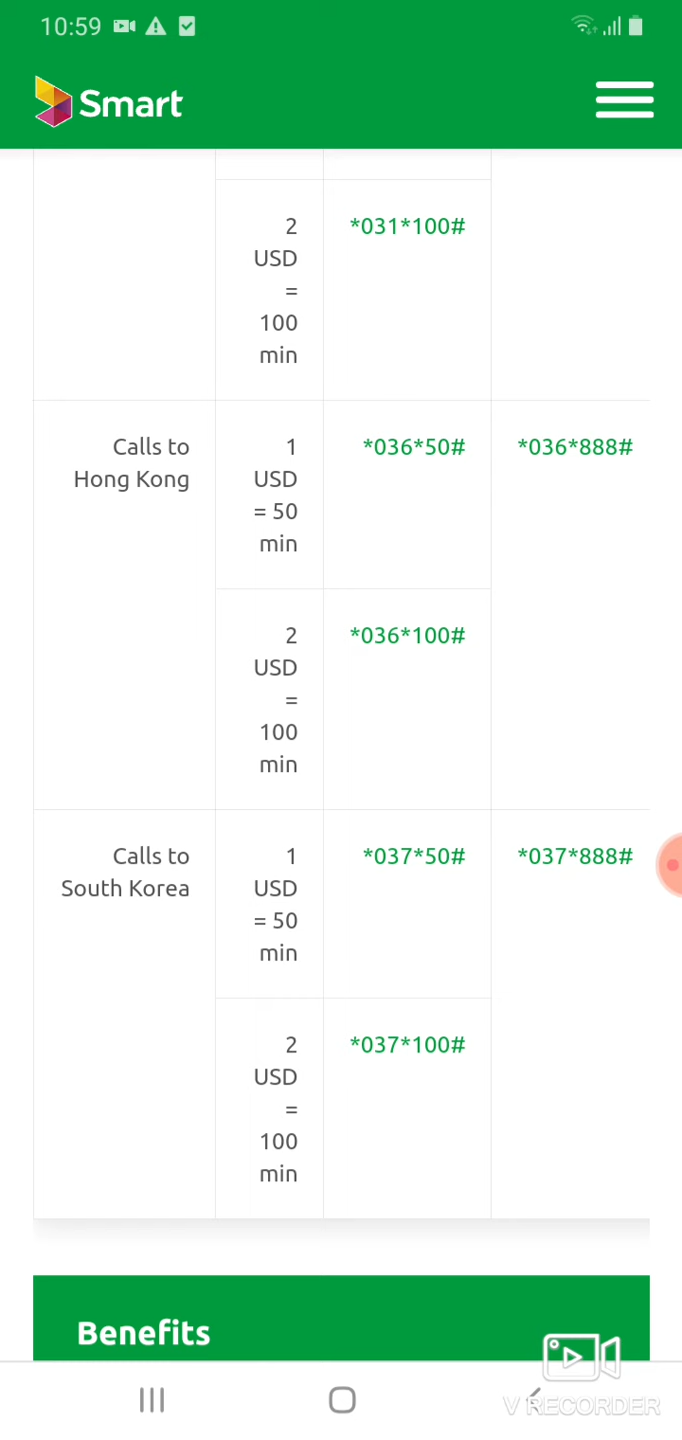 10:59
Smart
2 *031*100#
USD
=
100
min
Calls to 1 *036*50# *036*888#
Hong Kong USD
= 50
min
2 *036*100#
USD
=
100
min
Calls to 1 *037*50# *037*888#
South Korea USD
= 50
min
2 *037*100#
USD
=
100
min
Benefits
V RECORDER